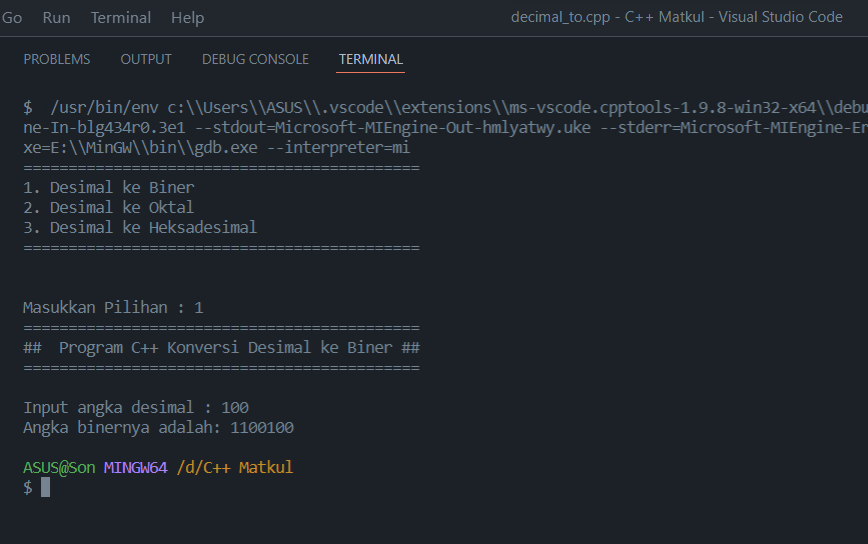 Go Run Terminal Help decimal_to.cpp - C++ Matkul - Visual Studio Code
PROBLEMS OUTPUT DEBUG CONSOLE TERMINAL
$ /usr/bin/env c:\\Users\\ASUS\\.vscode\\extensions\\ms-vscode.cpptools-1.9.8-win32-x64\\debu
ne-In-blg434r0.3e1 --stdout=Microsoft-MIEngine-Out-hmlyatwy.uke --stderr=Microsoft-MIEngine-Er
xe=E:\\MinGW\\bin\\gdb.exe --interpreter=mi
============================================
1. Desimal ke Biner
2. Desimal ke Oktal
3. Desimal ke Heksadesimal
============================================
Masukkan Pilihan : 1
============================================
## Program C++ Konversi Desimal ke Biner ##
============================================
Input angka desimal : 100
Angka binernya adalah: 1100100
ASUS@Son MINGW64 /d/C++ Matkul
$